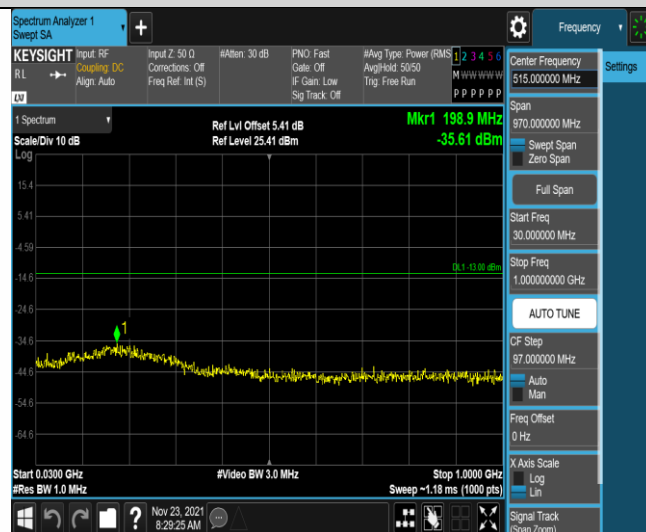 Spectrum Analyzer 1
Swept SA
Frequency
KEYSIGHT
RL
LXI
Input: RF
Coupling: DC
Align: Auto
Input Z: 50 Ω
Corrections: Off
Freq Ref: Int (S)
#Atten: 30 dB
PNO: Fast
Gate: Off
IF Gain: Low
Sig Track: Off
#Avg Type: Power (RMS
Avg|Hold: 50/50
Trig: Free Run
1 2 3 4 5 6
M W W W W W
P P P P P P
Center Frequency
515.000000 MHz
Settings
Span
970.000000 MHz
Swept Span
Zero Span
Full Span
Start Freq
30.000000 MHz
Stop Freq
1.000000000 GHz
AUTO TUNE
CF Step
97.000000 MHz
Auto
Man
Freq Offset
0 Hz
X Axis Scale
Log
Lin
Signal Track
(Span Zoom)
1 Spectrum
Scale/Div 10 dB
Log
Ref Lvl Offset 5.41 dB
Ref Level 25.41 dBm
Mkr1 198.9 MHz
-35.61 dBm
15.4
5.41
-4.59
-14.6
-24.6
-34.6
-44.6
-54.6
-64.6
DL1 -13.00 dBm
1
Start 0.0300 GHz
#Res BW 1.0 MHz
#Video BW 3.0 MHz
Stop 1.0000 GHz
Sweep ~1.18 ms (1000 pts)
Nov 23, 2021
8:29:25 AM